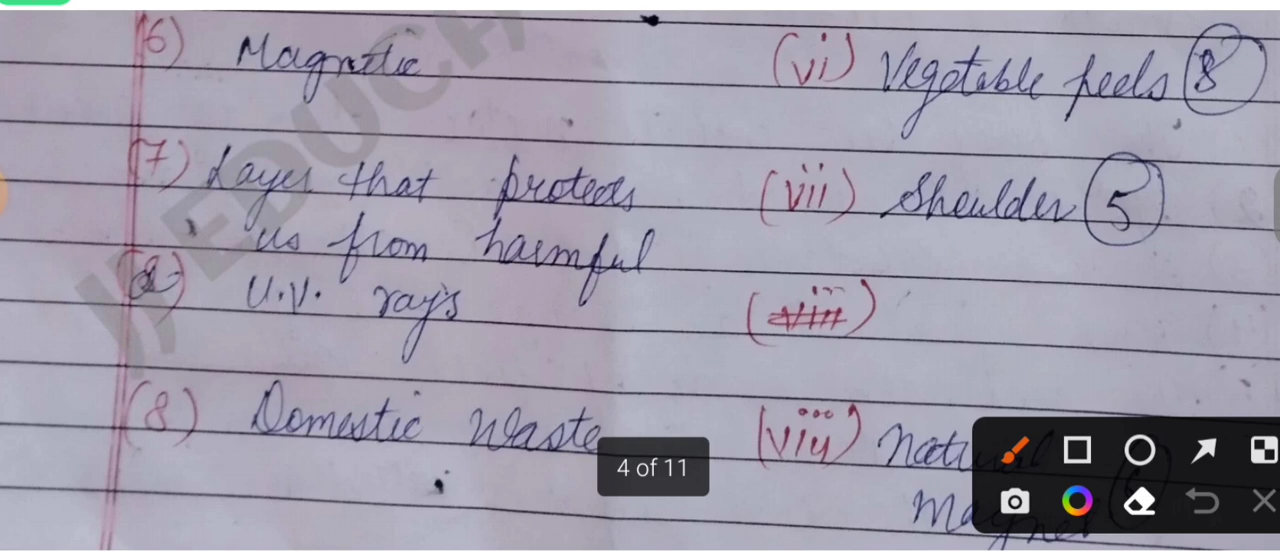 (6) Magnetic (vi) Vegetable peels (8)
(7) Layer that protects (vii) Shoulder (5)
us from harmful
U.V. rays (viii)
(8) Domestic Waste (viii) Natural
Magnet
4 of 11
JPEDUCH